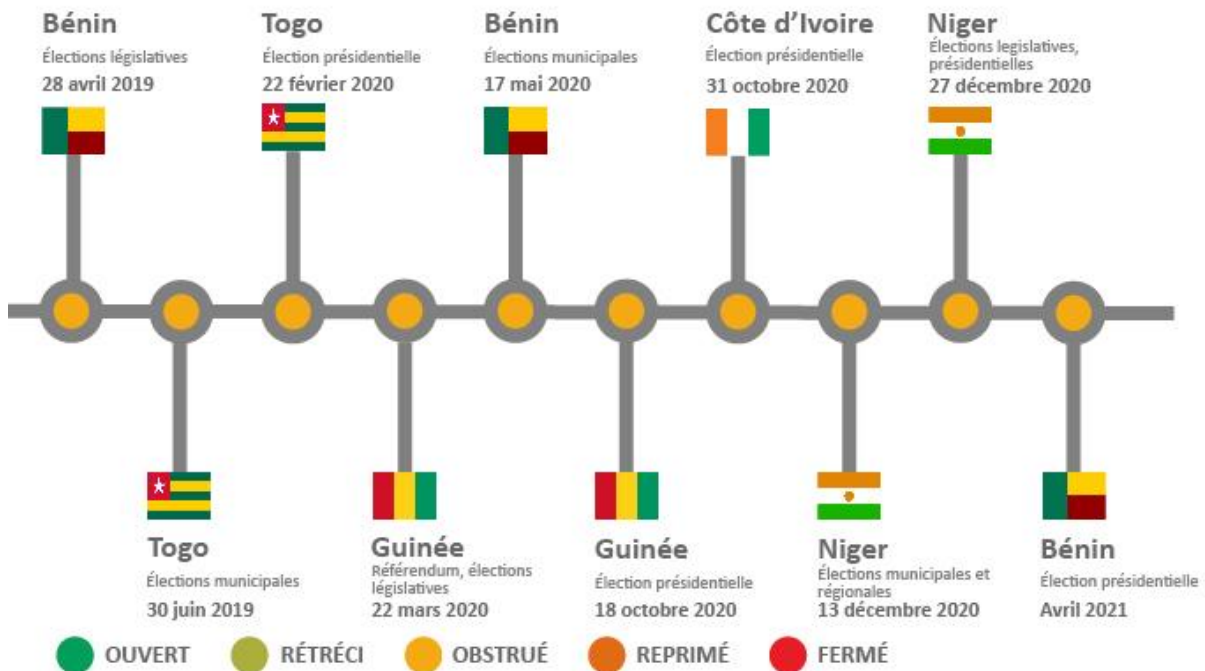 Bénin
Élections législatives
28 avril 2019
Togo
Élection présidentielle
22 février 2020
Bénin
Élections municipales
17 mai 2020
Côte d’Ivoire
Élection présidentielle
31 octobre 2020
Niger
Élections legislatives,
présidentielles
27 décembre 2020
Togo
Élections municipales
30 juin 2019
Guinée
Référendum, élections
législatives
22 mars 2020
Guinée
Élection présidentielle
18 octobre 2020
Niger
Élections municipales et
régionales
13 décembre 2020
Bénin
Élection présidentielle
Avril 2021
OUVERT
RÉTRÉCI
OBSTRUÉ
REPRIMÉ
FERMÉ